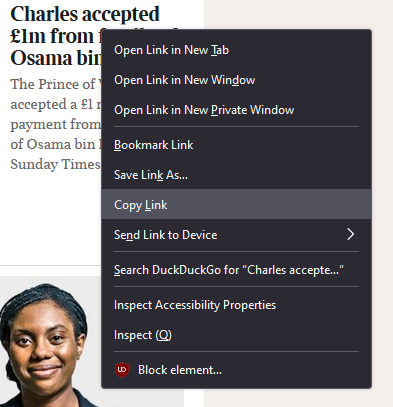 Charles accepted
£1m from
Osama bin
The Prince of
accepted a £1
payment from
of Osama bin
Sunday Times
Open Link in New Tab
Open Link in New Window
Open Link in New Private Window
Bookmark Link
Save Link As...
Copy Link
Send Link to Device
Search DuckDuckGo for “Charles accepte...”
Inspect Accessibility Properties
Inspect (Q)
Block element...